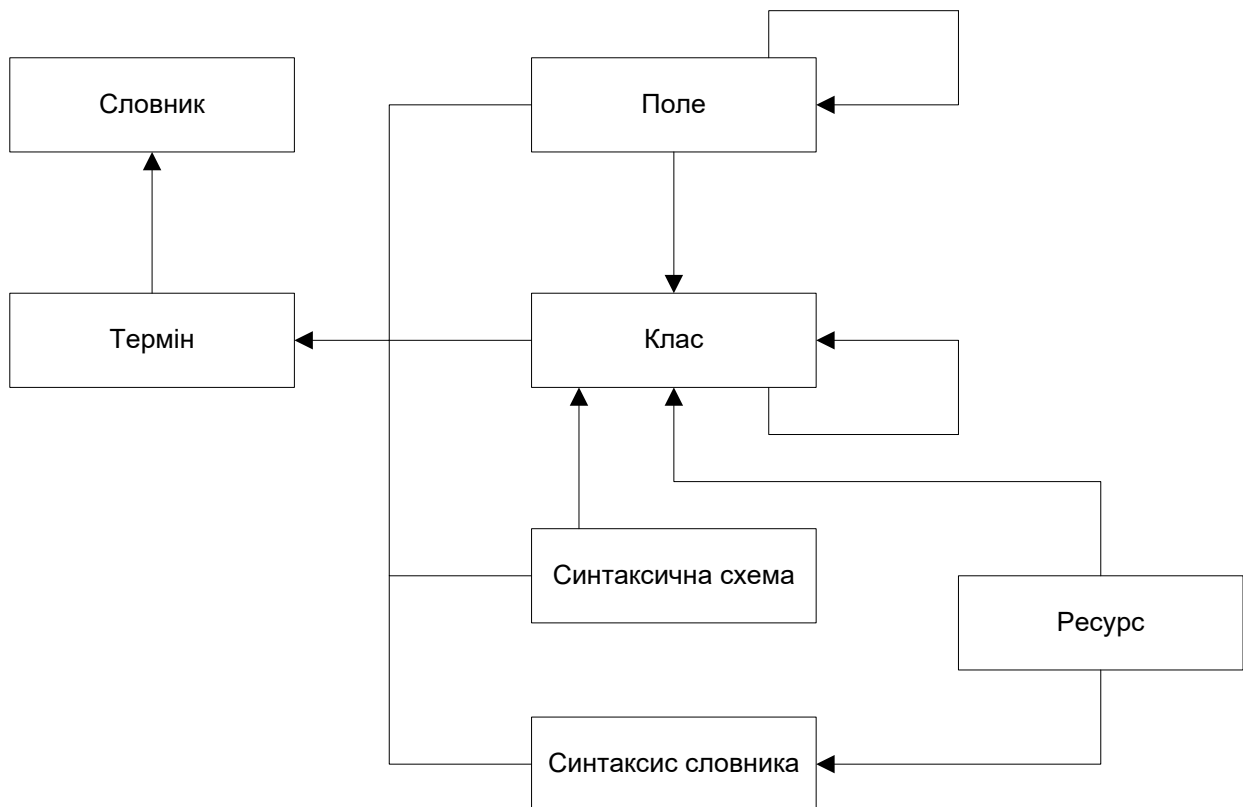 Словник
Поле
Термін
Клас
Синтаксична схема
Ресурс
Синтаксис словника